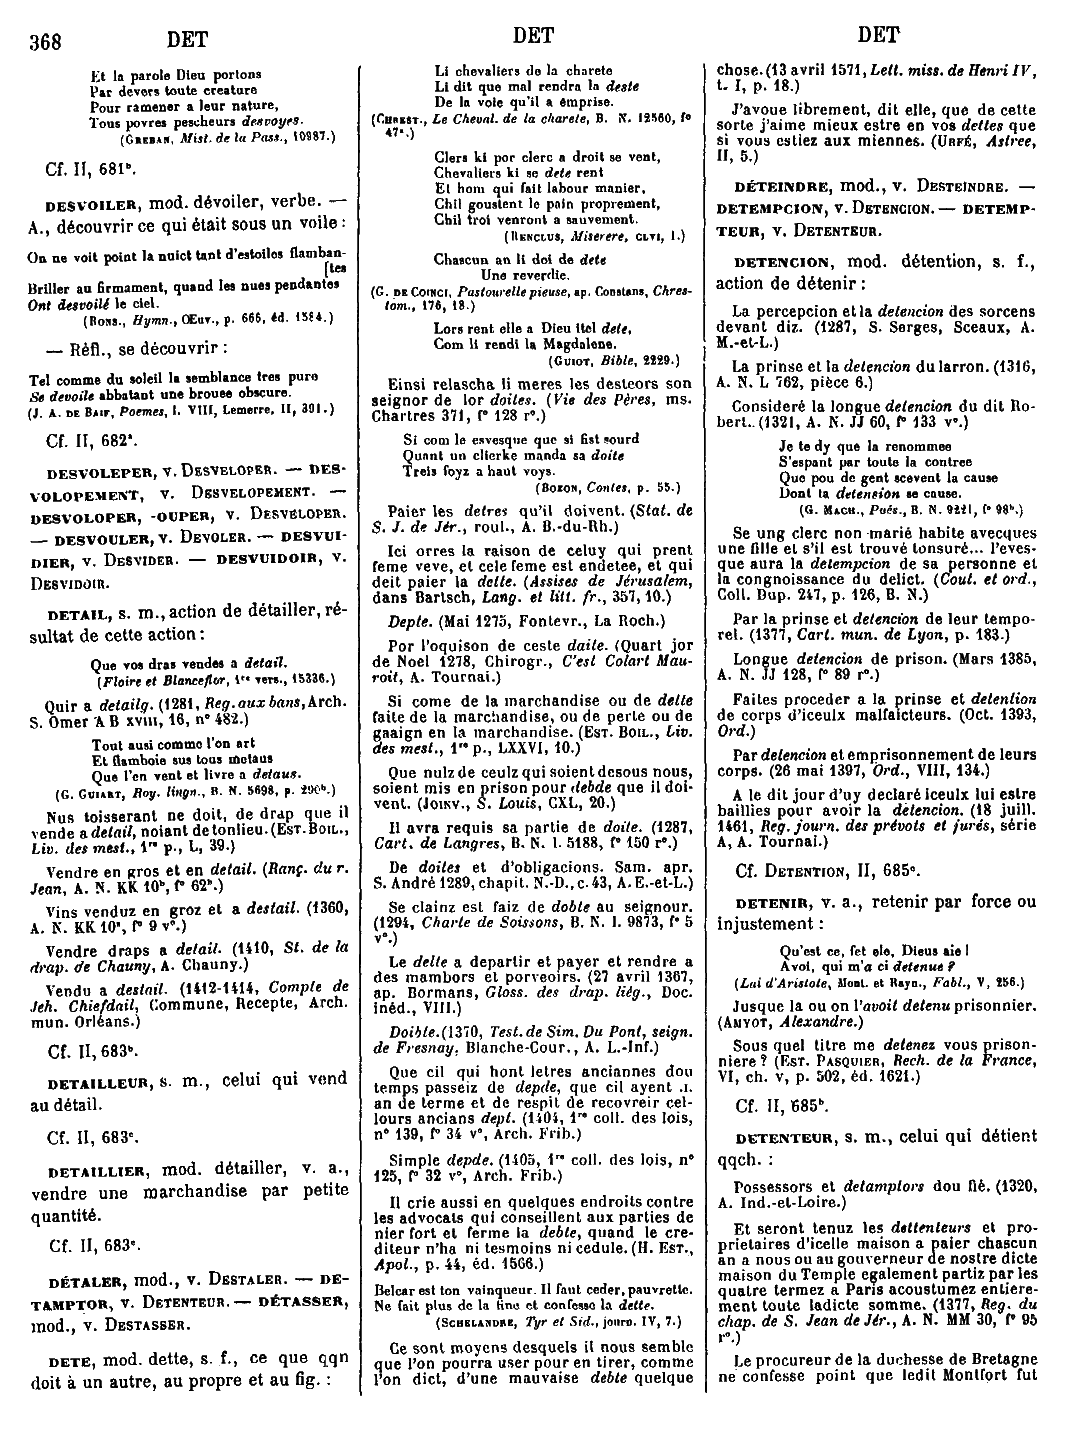 368 DET DET DET
Et la parole Dieu portons
Par devers toute creature
Pour ramener a leur nature,
Tous povres pescheurs desvoyes.
(GREBAN, Mist. de la Pass., 10987.)
Cf. II, 681ᵇ.
DESVOILER, mod. dévoiler, verbe. —
A., découvrir ce qui était sous un voile :
On ne voit point la nuict tant d'estoiles flamban-
[tes
Briller au firmament, quand les nues pendantes
Ont desvoilé le ciel.
(RONS., Hymn., Œuv., p. 666, éd. 1584.)
— Réfl., se découvrir :
Tel comme du soleil la semblance tres pure
Se devoile abbatant une brouee obscure.
(J. A. DE BAIF, Poemes, l. VIII, Lemerre, II, 391.)
Cf. II, 682ᵃ.
DESVOLEPER, v. DESVELOPER. — DES-
VOLOPEMENT, v. DESVELOPEMENT. —
DESVOLOPER, -OUPER, v. DESVELOPER.
— DESVOULER, v. DEVOLER. — DESVUI-
DIER, v. DESVIDER. — DESVUIDOIR, v.
DESVIDOIR.
DETAIL, s. m., action de détailler, ré-
sultat de cette action :
Que vos dras vendes a detail.
(Floire et Blanceflor, 1ʳᵉ vers., 15336.)
Quir a detailg. (1281, Reg. aux bans, Arch.
S. Omer AB XVIII, 16, n° 482.)
Tout ausi comme l'on art
Et flamboie sus tous metaus
Que l'en vent et livre a detaus.
(G. GUIART, Roy. lingn., B. N. 5698, p. 290ᵇ.)
Nus toisserant ne doit, de drap que il
vende a detail, noiant de tonlieu. (EST. BOIL.,
Liv. des mest., 1ʳᵉ p., L, 39.)
Vendre en gros et en detail. (Ranç. du r.
Jean, A. N. KK 10ᵇ, f° 62ᵇ.)
Vins venduz en groz et a destail. (1360,
A. N. KK 10ᵃ, f° 9 v°.)
Vendre draps a detail. (1410, St. de la
drap. de Chauny, A. Chauny.)
Vendu a destail. (1412-1414, Compte de
Jeh. Chiefdail, Commune, Recepte, Arch.
mun. Orléans.)
Cf. II, 683ᵇ.
DETAILLEUR, s. m., celui qui vend
au détail.
Cf. II, 683ᶜ.
DETAILLIER, mod. détailler, v. a.,
vendre une marchandise par petite
quantité.
Cf. II, 683ᶜ.
DÉTALER, mod., v. DESTALER. — DE-
TAMPTOR, v. DETENTEUR. — DÉTASSER,
mod., v. DESTASSER.
DETE, mod. dette, s. f., ce que qqn
doit à un autre, au propre et au fig. :
Li chevaliers de la charete
Li dit que mal rendra la deste
De la voie qu'il a emprise.
(CHREST., Le Cheval. de la charete, B. N. 12560, f°
47ᵃ.)
Clers ki por clerc a droit se vent,
Chevaliers ki se dete rent
Et hom qui fait labour manier,
Chil goustent le pain proprement,
Chil troi venront a sauvement.
(RENCLUS, Miserere, CLVI, 1.)
Chascun an li doi de dete
Une reverdie.
(G. DE COINCI, Pastourelle pieuse, ap. Constans, Chres-
tom., 176, 18.)
Lors rent elle a Dieu itel dete,
Com li rendi la Magdalene.
(GUIOT, Bible, 2229.)
Einsi relascha li meres les desteors son
seignor de lor doites. (Vie des Pères, ms.
Chartres 371, f° 128 r°.)
Si com le esvesque que si fist sourd
Quant un clierke manda sa doite
Treis foyz a haut voys.
(BOZON, Contes, p. 55.)
Paier les detres qu'il doivent. (Stat. de
S. J. de Jér., roul., A. B.-du-Rh.)
Ici orres la raison de celuy qui prent
feme veve, et cele feme est endetee, et qui
deit paier la dette. (Assises de Jérusalem,
dans Bartsch, Lang. et litt. fr., 357, 10.)
Depte. (Mai 1275, Fontevr., La Roch.)
Por l'oquison de ceste daite. (Quart jor
de Noel 1278, Chirogr., C'est Colart Mau-
roit, A. Tournai.)
Si come de la marchandise ou de dette
faite de la marchandise, ou de perte ou de
gaaign en la marchandise. (EST. BOIL., Liv.
des mest., 1ʳᵉ p., LXXVI, 10.)
Que nulz de ceulz qui soient desous nous,
soient mis en prison pour debde que il doi-
vent. (JOINV., S. Louis, CXL, 20.)
Il avra requis sa partie de doite. (1287,
Cart. de Langres, B. N. l. 5188, f° 150 r°.)
De doites et d'obligacions. Sam. apr.
S. André 1289, chapit. N.-D., c. 43, A. E.-et-L.)
Se clainz est faiz de doble au seignour.
(1294, Charte de Soissons, B. N. l. 9873, f° 5
v°.)
Le dette a departir et payer et rendre a
des mambors et porveoirs. (27 avril 1367,
ap. Bormans, Gloss. des drap. liég., Doc.
inéd., VIII.)
Doibte. (1370, Test. de Sim. Du Pont, seign.
de Fresnay, Blanche-Cour., A. L.-Inf.)
Que cil qui hont letres anciannes dou
temps passeiz de depde, que cil ayent .I.
an de terme et de respit de recovreir cel-
lours ancians dept. (1404, 1ʳᵉ coll. des lois,
n° 139, f° 34 v°, Arch. Frib.)
Simple depde. (1405, 1ʳᵉ coll. des lois, n°
125, f° 32 v°, Arch. Frib.)
Il crie aussi en quelques endroits contre
les advocats qui conseillent aux parties de
nier fort et ferme la debte, quand le cre-
diteur n'ha ni tesmoins ni cedule. (H. EST.,
Apol., p. 44, éd. 1566.)
Belcar est ton vainqueur. Il faut ceder, pauvrette.
Ne fait plus de la fine et confesse la dette.
(SCHELANDRE, Tyr et Sid., journ. IV, 7.)
Ce sont moyens desquels il nous semble
que l'on pourra user pour en tirer, comme
l'on dict, d'une mauvaise debte quelque
chose. (13 avril 1571, Lett. miss. de Henri IV,
t. I, p. 18.)
J'avoue librement, dit elle, que de cette
sorte j'aime mieux estre en vos dettes que
si vous estiez aux miennes. (URFÉ, Astree,
II, 5.)
DÉTEINDRE, mod., v. DESTEINDRE. —
DETEMPCION, v. DETENCION. — DETEMP-
TEUR, v. DETENTEUR.
DETENCION, mod. détention, s. f.,
action de détenir :
La percepcion et la detencion des sorcens
devant diz. (1287, S. Serges, Sceaux, A.
M.-et-L.)
La prinse et la detencion du larron. (1316,
A. N. L 762, pièce 6.)
Consideré la longue detencion du dit Ro-
bert. (1321, A. N. JJ 60, f° 133 v°.)
Je te dy que la renommee
S'espant par toute la contree
Que pou de gent scevent la cause
Dont ta detension se cause.
(G. MACH., Poés., B. N. 9221, f° 98ᵇ.)
Se ung clerc non marié habite avecques
une fille et s'il est trouvé tonsuré... l'eves-
que aura la detempcion de sa personne et
la congnoissance du delict. (Cout. et ord.,
Coll. Dup. 247, p. 126, B. N.)
Par la prinse et detencion de leur tempo-
rel. (1377, Cart. mun. de Lyon, p. 183.)
Longue detencion de prison. (Mars 1385,
A. N. JJ 128, f° 89 r°.)
Faites proceder a la prinse et detention
de corps d'iceulx malfaicteurs. (Oct. 1393,
Ord.)
Par detencion et emprisonnement de leurs
corps. (26 mai 1397, Ord., VIII, 134.)
A le dit jour d'uy declaré iceulx lui estre
baillies pour avoir la detencion. (18 juill.
1461, Reg. journ. des prévots et jurés, série
A, A. Tournai.)
Cf. DETENTION, II, 685ᶜ.
DETENIR, v. a., retenir par force ou
injustement :
Qu'est ce, fet ele, Dieus aie !
Avoi, qui m'a ci detenue ?
(Lai d'Aristote, Mont. et Rayn., Fabl., V, 256.)
Jusque la ou on l'avoit detenu prisonnier.
(AMYOT, Alexandre.)
Sous quel titre me detenez vous prison-
niere ? (EST. PASQUIER, Rech. de la France,
VI, ch. v, p. 502, éd. 1621.)
Cf. II, 685ᵇ.
DETENTEUR, s. m., celui qui détient
qqch. :
Possessors et detamptors dou fié. (1320,
A. Ind.-et-Loire.)
Et seront tenuz les dettenteurs et pro-
prietaires d'icelle maison a paier chascun
an a nous ou au gouverneur de nostre dicte
maison du Temple egalement partiz par les
quatre termez a Paris acoustumez entiere-
ment toute ladicte somme. (1377, Reg. du
chap. de S. Jean de Jér., A. N. MM 30, f° 95
r°.)
Le procureur de la duchesse de Bretagne
ne confesse point que ledit Montfort fut